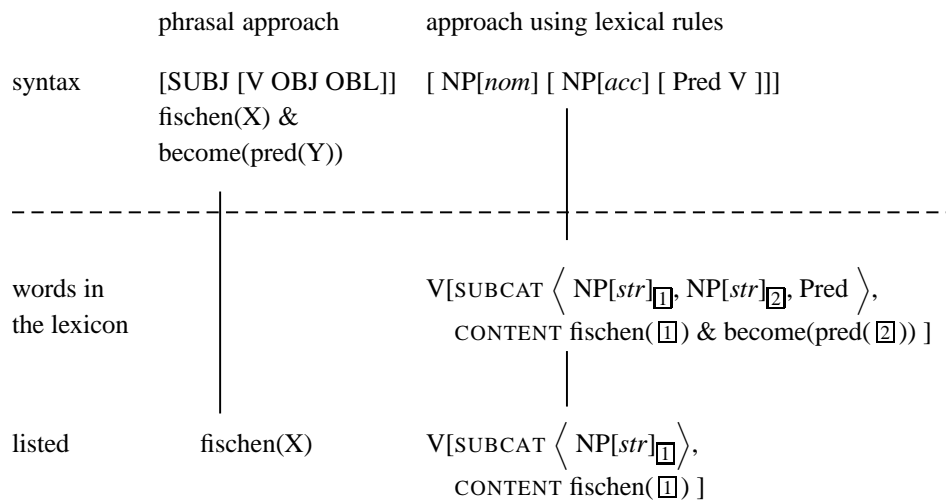 phrasal approach approach using lexical rules
syntax [SUBJ [V OBJ OBL]] [ NP[nom] [ NP[acc] [ Pred V ]]]
fischen(X) &
become(pred(Y))
words in V[SUBCAT ⟨ NP[str]1, NP[str]2, Pred ⟩,
the lexicon CONTENT fischen( 1 ) & become(pred( 2 )) ]
listed fischen(X) V[SUBCAT ⟨ NP[str]1 ⟩,
CONTENT fischen( 1 ) ]